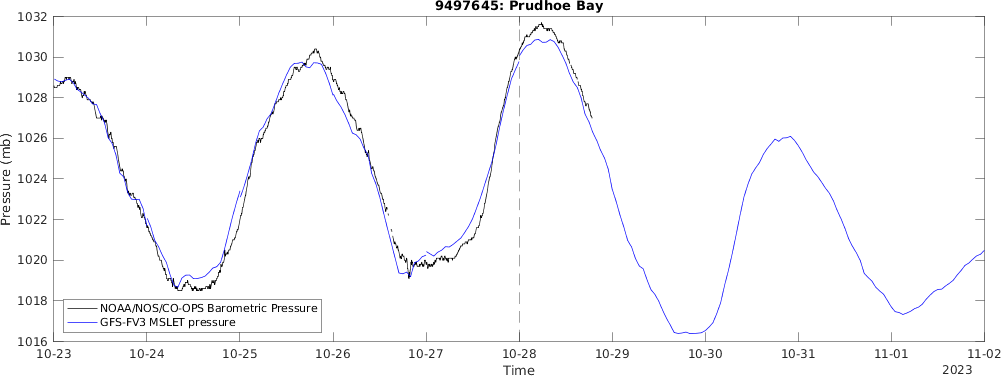 9497645: Prudhoe Bay
1032
1030
1028
1026
1024
1022
1020
1018
1016
Pressure (mb)
NOAA/NOS/CO-OPS Barometric Pressure
GFS-FV3 MSLET pressure
10-23 10-24 10-25 10-26 10-27 10-28 10-29 10-30 10-31 11-01 11-02
Time
2023